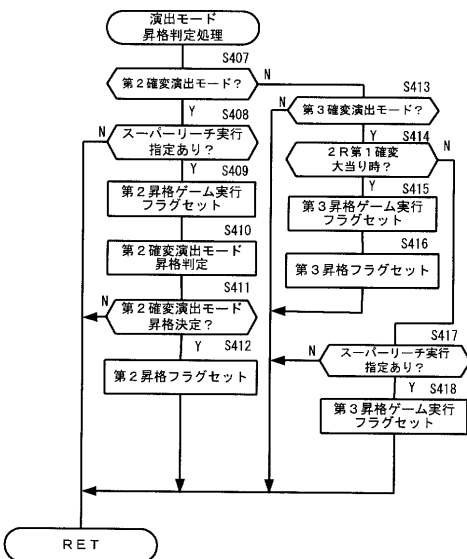 演出モード
昇格判定処理
S407
第2確変演出モード？
N
Y
S408
N
スーパーリーチ実行
指定あり？
Y
S409
第2昇格ゲーム実行
フラグセット
S410
第2確変演出モード
昇格判定
S411
N
第2確変演出モード
昇格決定？
Y
S412
第2昇格フラグセット
S413
N
第3確変演出モード？
Y
S414
2R第1確変
大当り時？
N
Y
S415
第3昇格ゲーム実行
フラグセット
S416
第3昇格フラグセット
S417
N
スーパーリーチ実行
指定あり？
Y
S418
第3昇格ゲーム実行
フラグセット
RET